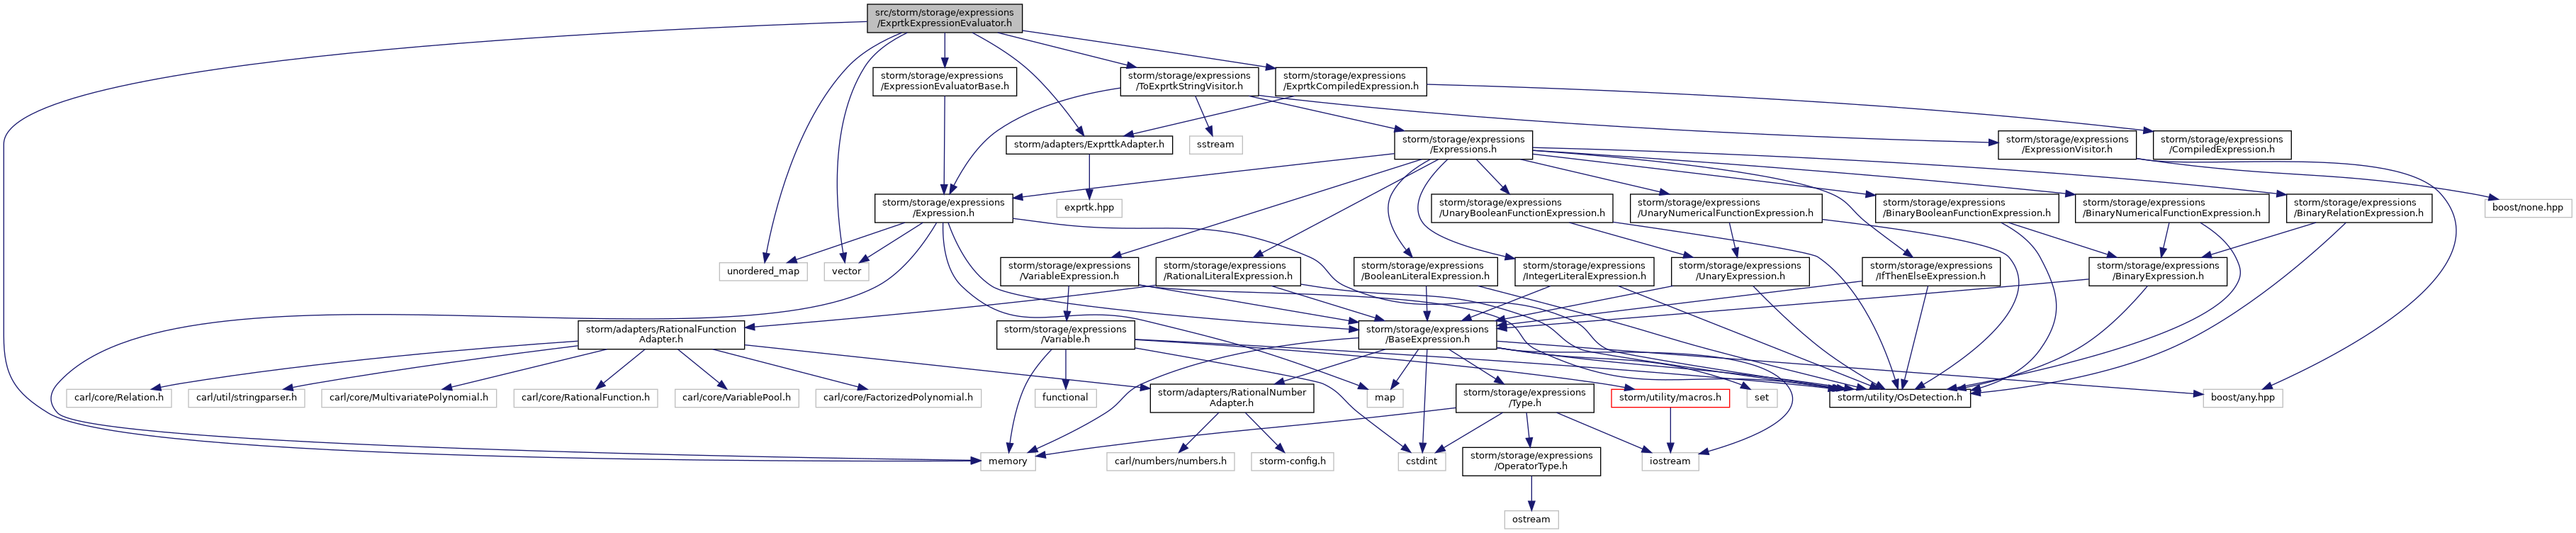 src/storm/storage/expressions
/ExprtkExpressionEvaluator.h
storm/storage/expressions
/ExpressionEvaluatorBase.h
storm/storage/expressions
/ToExprtkStringVisitor.h
storm/storage/expressions
/ExprtkCompiledExpression.h
storm/adapters/ExprttkAdapter.h
sstream
storm/storage/expressions
/Expressions.h
storm/storage/expressions
/ExpressionVisitor.h
storm/storage/expressions
/CompiledExpression.h
storm/storage/expressions
/Expression.h
exprtk.hpp
storm/storage/expressions
/UnaryBooleanFunctionExpression.h
storm/storage/expressions
/UnaryNumericalFunctionExpression.h
storm/storage/expressions
/BinaryBooleanFunctionExpression.h
storm/storage/expressions
/BinaryNumericalFunctionExpression.h
storm/storage/expressions
/BinaryRelationExpression.h
boost/none.hpp
unordered_map
vector
storm/storage/expressions
/VariableExpression.h
storm/storage/expressions
/RationalLiteralExpression.h
storm/storage/expressions
/BooleanLiteralExpression.h
storm/storage/expressions
/IntegerLiteralExpression.h
storm/storage/expressions
/UnaryExpression.h
storm/storage/expressions
/IfThenElseExpression.h
storm/storage/expressions
/BinaryExpression.h
storm/adapters/RationalFunction
Adapter.h
storm/storage/expressions
/Variable.h
storm/storage/expressions
/BaseExpression.h
carl/core/Relation.h
carl/util/stringparser.h
carl/core/MultivariatePolynomial.h
carl/core/RationalFunction.h
carl/core/VariablePool.h
carl/core/FactorizedPolynomial.h
functional
storm/adapters/RationalNumber
Adapter.h
map
storm/storage/expressions
/Type.h
storm/utility/macros.h
set
storm/utility/OsDetection.h
boost/any.hpp
memory
carl/numbers/numbers.h
storm-config.h
cstdint
storm/storage/expressions
/OperatorType.h
iostream
ostream